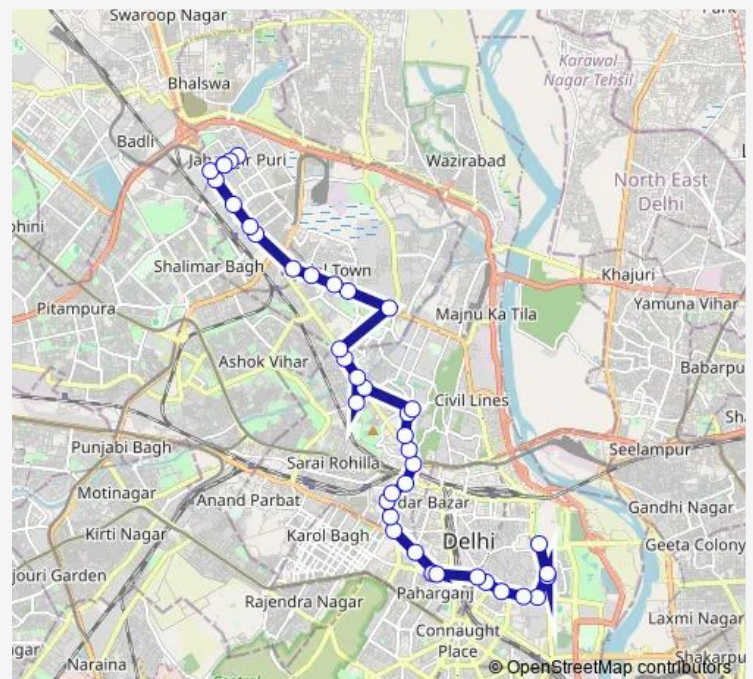 Swaroop Nagar
Bhalswa
Karawal
Nagar Tehsil
Badli
Wazirabad
North East
Delhi
Shalimar Bagh
Khajuri
Pitampura
Majnu Ka Tila
Yamuna Vihar
Ashok Vihar
Civil Lines
Punjabi Bagh
Seelampur
Sarai Rohilla
Motinagar
Anand Parbat
Gandhi Nagar
Kirti Nagar
Karol Bagh
Delhi
Geeta Colony
Paharganj
Rajendra Nagar
Laxmi Nagar
Connaught
Place
Naraina
© OpenStreetMap contributors